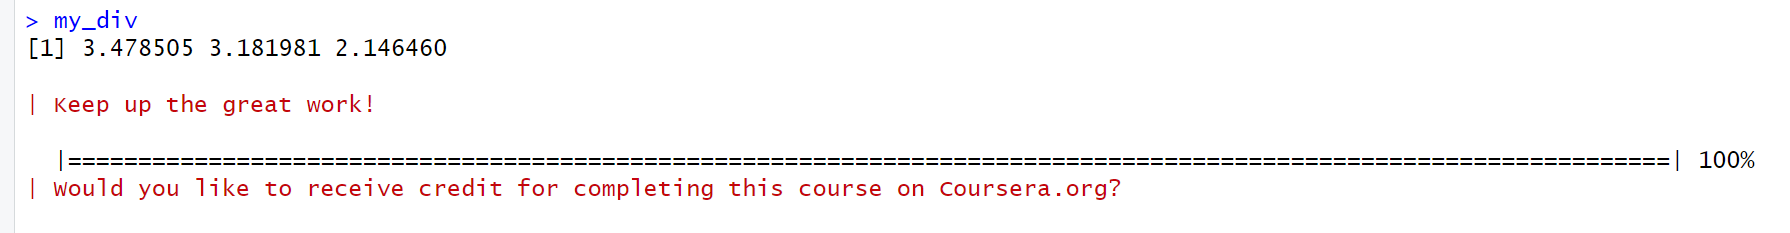 > my_div
[1] 3.478505 3.181981 2.146460
| Keep up the great work!
|==================================================================================================================| 100%
| Would you like to receive credit for completing this course on Coursera.org?